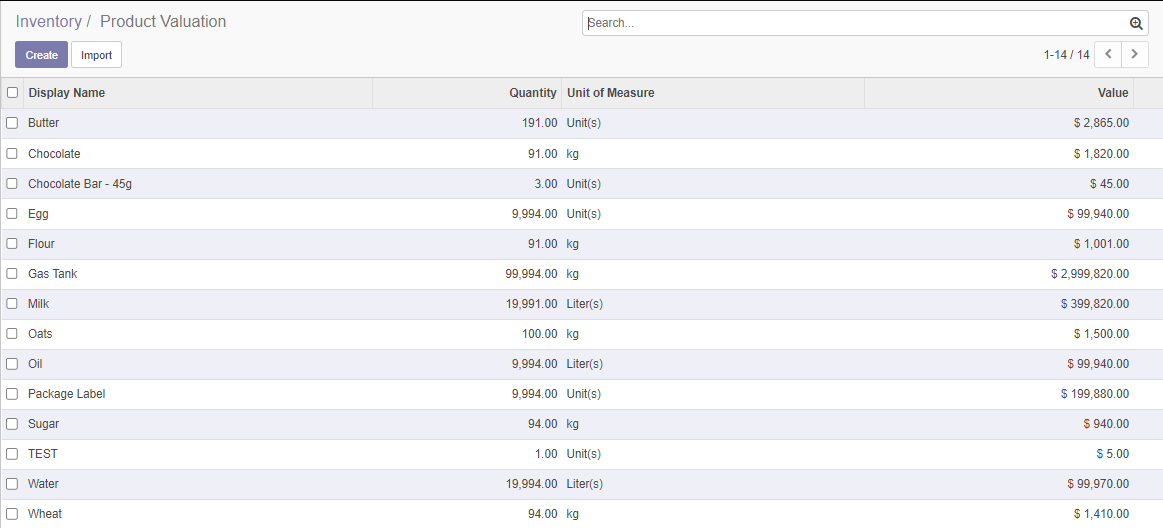 Inventory / Product Valuation
Search...
Create Import
1-14 / 14
Display Name Quantity Unit of Measure Value
Butter 191.00 Unit(s) $ 2,865.00
Chocolate 91.00 kg $ 1,820.00
Chocolate Bar - 45g 3.00 Unit(s) $ 45.00
Egg 9,994.00 Unit(s) $ 99,940.00
Flour 91.00 kg $ 1,001.00
Gas Tank 99,994.00 kg $ 2,999,820.00
Milk 19,991.00 Liter(s) $ 399,820.00
Oats 100.00 kg $ 1,500.00
Oil 9,994.00 Liter(s) $ 99,940.00
Package Label 9,994.00 Unit(s) $ 199,880.00
Sugar 94.00 kg $ 940.00
TEST 1.00 Unit(s) $ 5.00
Water 19,994.00 Liter(s) $ 99,970.00
Wheat 94.00 kg $ 1,410.00